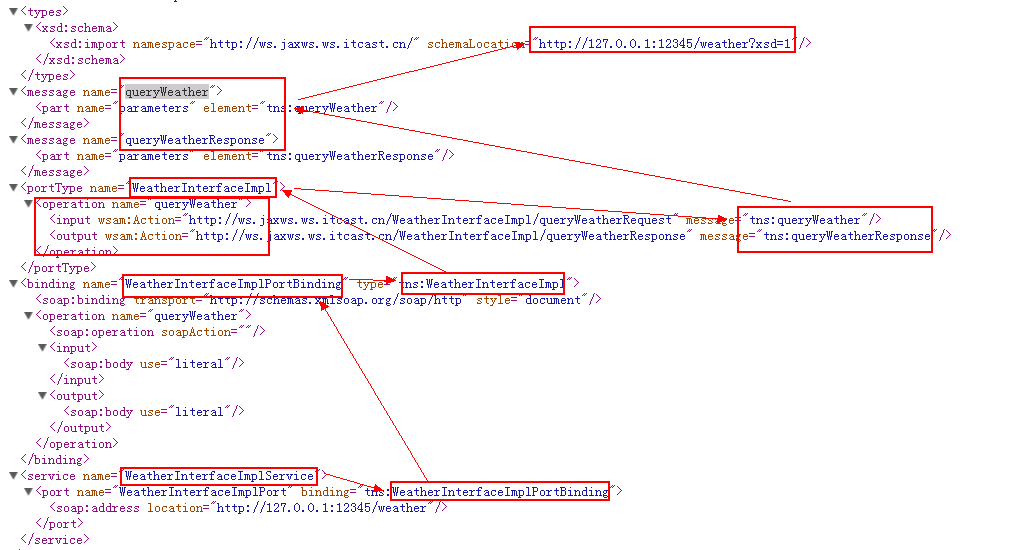 ▼<types>
▼<xsd:schema>
<xsd:import namespace="http://ws.jaxws.ws.itcast.cn/" schemaLocation="http://127.0.0.1:12345/weather?xsd=1"/>
</xsd:schema>
</types>
▼<message name="queryWeather">
<part name="parameters" element="tns:queryWeather"/>
</message>
▼<message name="queryWeatherResponse">
<part name="parameters" element="tns:queryWeatherResponse"/>
</message>
▼<portType name="WeatherInterfaceImpl">
▼<operation name="queryWeather">
<input wsam:Action="http://ws.jaxws.ws.itcast.cn/WeatherInterfaceImpl/queryWeatherRequest" message="tns:queryWeather"/>
<output wsam:Action="http://ws.jaxws.ws.itcast.cn/WeatherInterfaceImpl/queryWeatherResponse" message="tns:queryWeatherResponse"/>
</operation>
</portType>
▼<binding name="WeatherInterfaceImplPortBinding" type="tns:WeatherInterfaceImpl">
<soap:binding transport="http://schemas.xmlsoap.org/soap/http" style="document"/>
▼<operation name="queryWeather">
<soap:operation soapAction=""/>
▼<input>
<soap:body use="literal"/>
</input>
▼<output>
<soap:body use="literal"/>
</output>
</operation>
</binding>
▼<service name="WeatherInterfaceImplService">
▼<port name="WeatherInterfaceImplPort" binding="tns:WeatherInterfaceImplPortBinding">
<soap:address location="http://127.0.0.1:12345/weather"/>
</port>
</service>